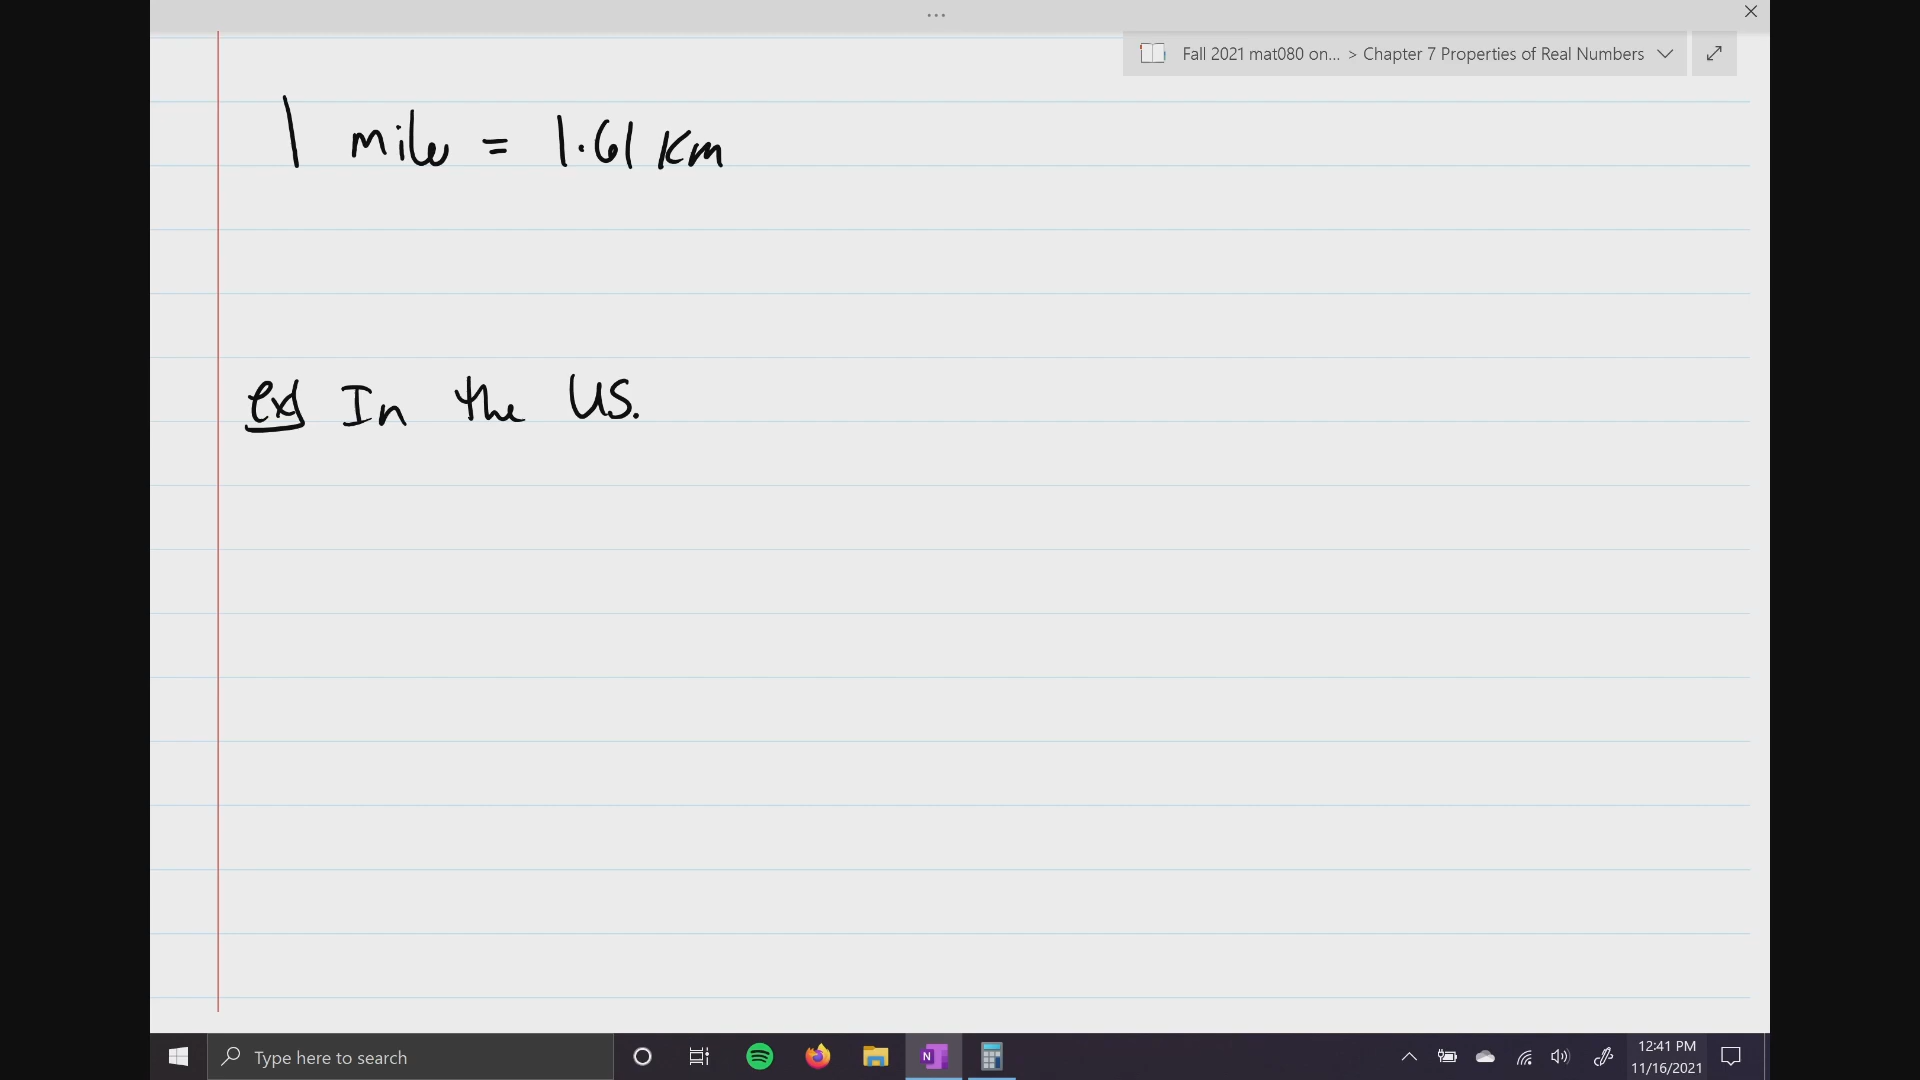 ...
Fall 2021 mat080 on... > Chapter 7 Properties of Real Numbers
1 mile = 1.61 km
ex) In the US.
Type here to search
12:41 PM
11/16/2021